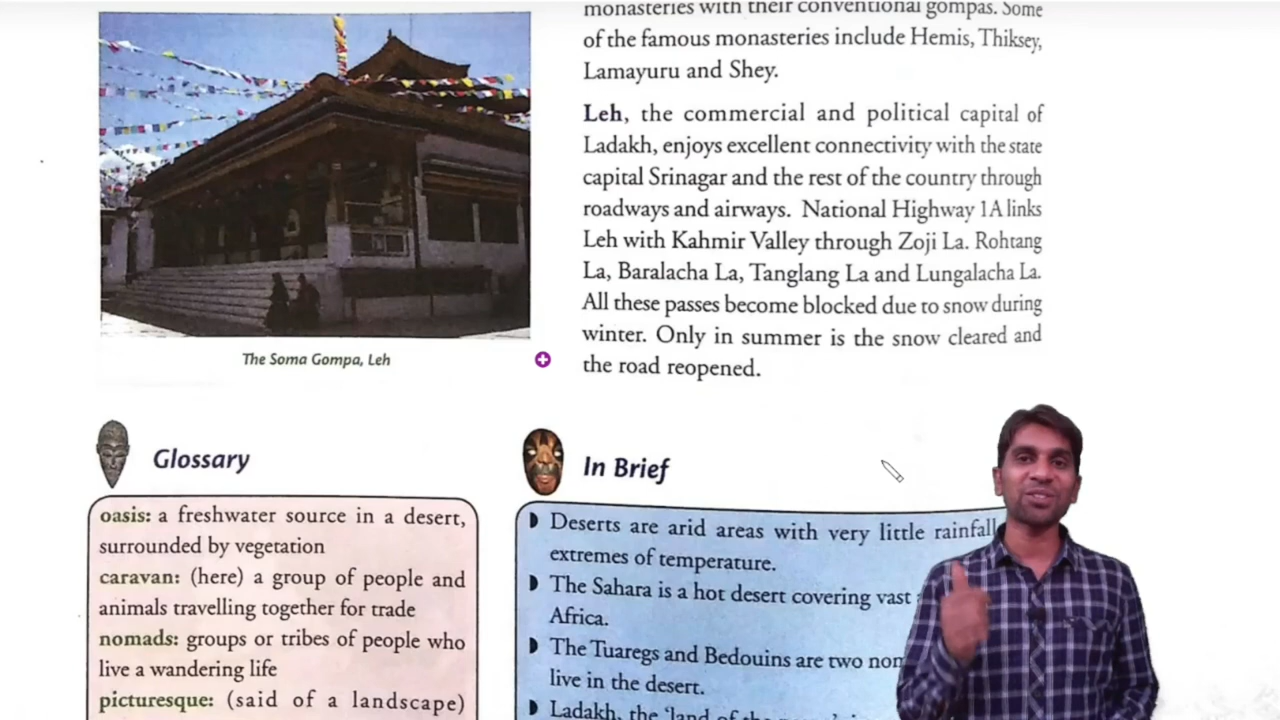 monasteries with their conventional gompas. Some
of the famous monasteries include Hemis, Thiksey,
Lamayuru and Shey.
Leh, the commercial and political capital of
Ladakh, enjoys excellent connectivity with the state
capital Srinagar and the rest of the country through
roadways and airways. National Highway 1A links
Leh with Kahmir Valley through Zoji La. Rohtang
La, Baralacha La, Tanglang La and Lungalacha La.
All these passes become blocked due to snow during
winter. Only in summer is the snow cleared and
the road reopened.
The Soma Gompa, Leh
Glossary
oasis: a freshwater source in a desert,
surrounded by vegetation
caravan: (here) a group of people and
animals travelling together for trade
nomads: groups or tribes of people who
live a wandering life
picturesque: (said of a landscape)
In Brief
Deserts are arid areas with very little rainfall
extremes of temperature.
The Sahara is a hot desert covering vast
Africa.
The Tuaregs and Bedouins are two
live in the desert.
Ladakh, the 'land of the